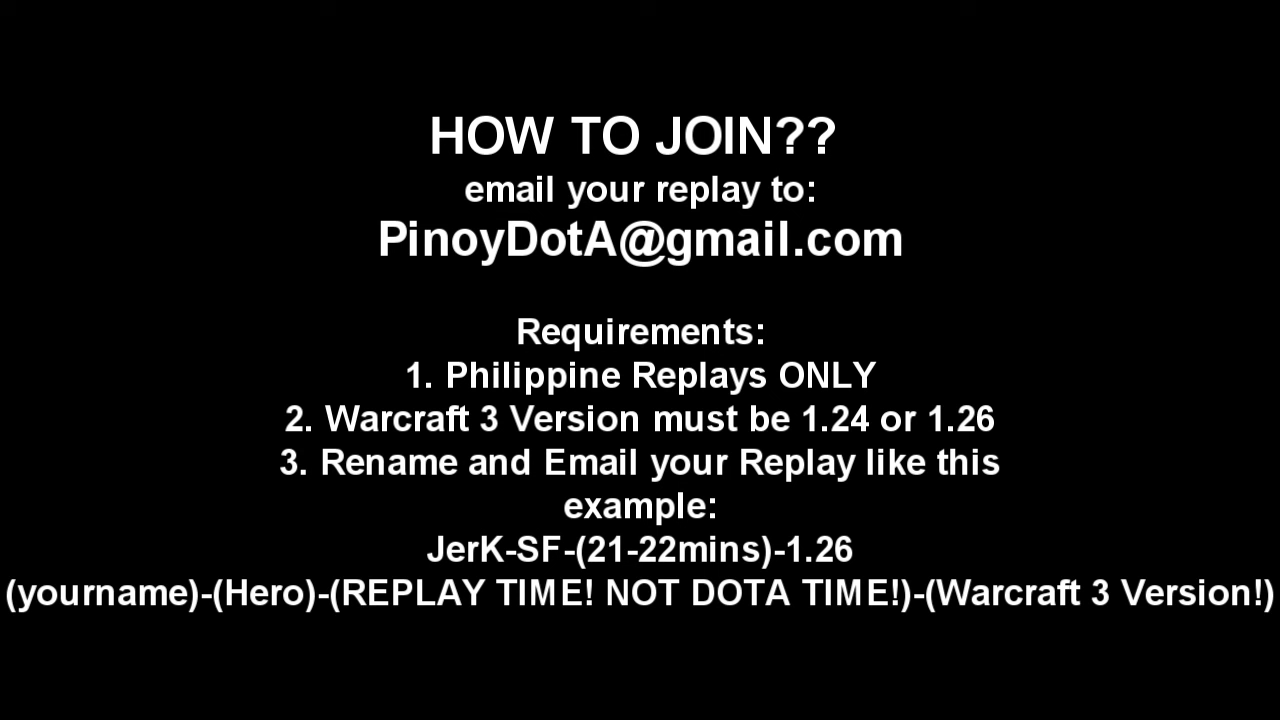 HOW TO JOIN??
email your replay to:
PinoyDotA@gmail.com
Requirements:
1. Philippine Replays ONLY
2. Warcraft 3 Version must be 1.24 or 1.26
3. Rename and Email your Replay like this
example:
JerK-SF-(21-22mins)-1.26
(yourname)-(Hero)-(REPLAY TIME! NOT DOTA TIME!)-(Warcraft 3 Version!)